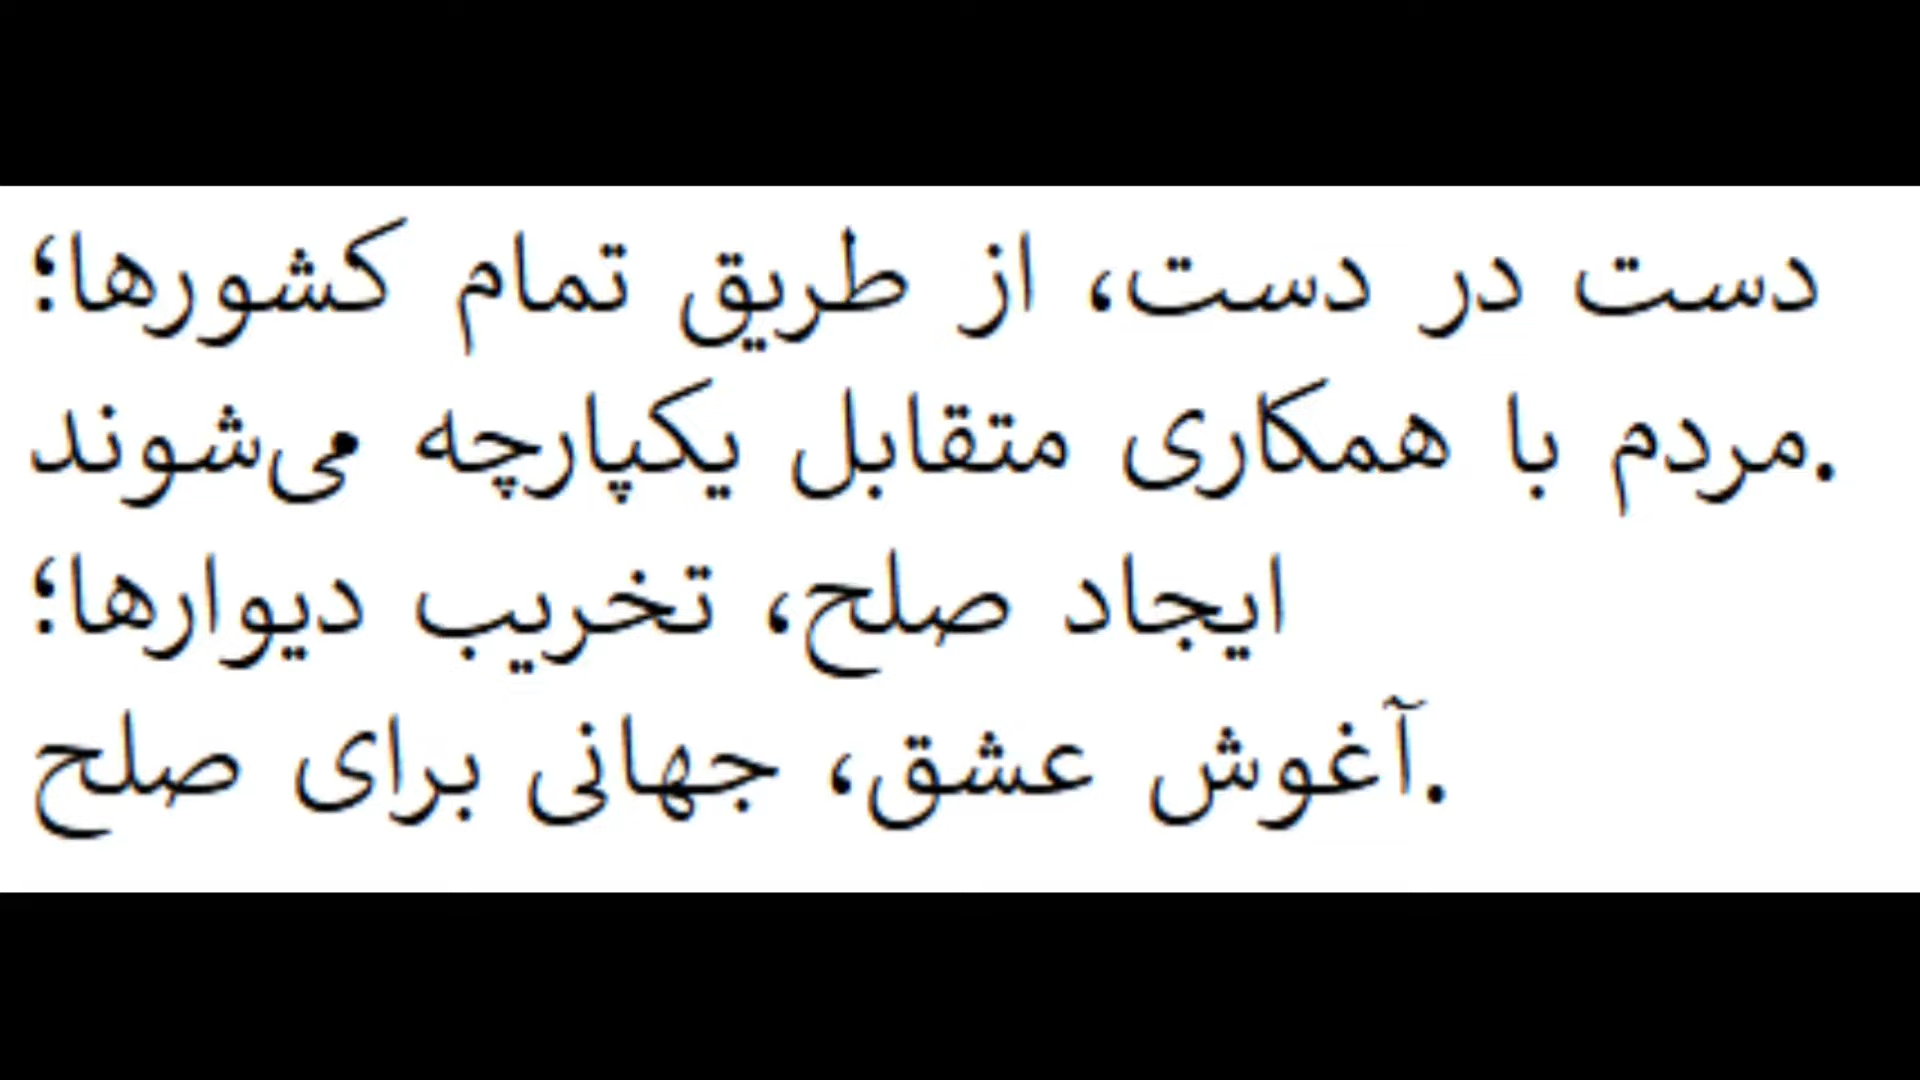 دست در دست، از طریق تمام کشورها؛
مردم با همکاری متقابل یکپارچه می‌شوند.
ایجاد صلح، تخریب دیوارها؛
آغوش عشق، جهانی برای صلح.